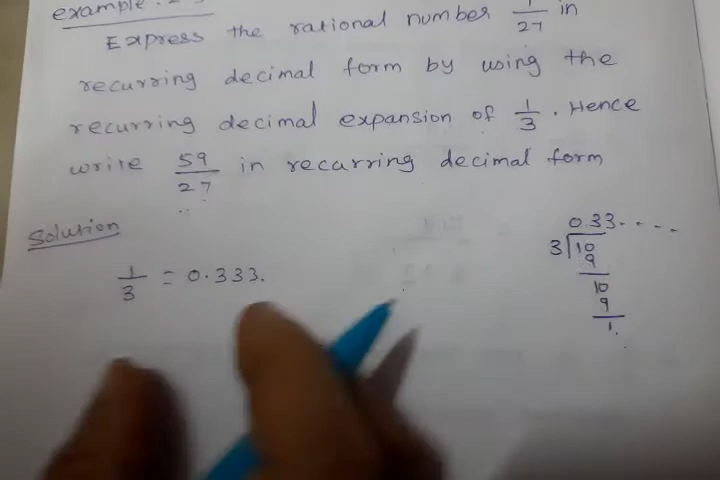 example.2
Express the rational number 1/27 in
recurring decimal form by using the
recurring decimal expansion of 1/3. Hence
write 59/27 in recurring decimal form
Solution
1/3 = 0.333.
0.33....
3 10
9
10
9
1